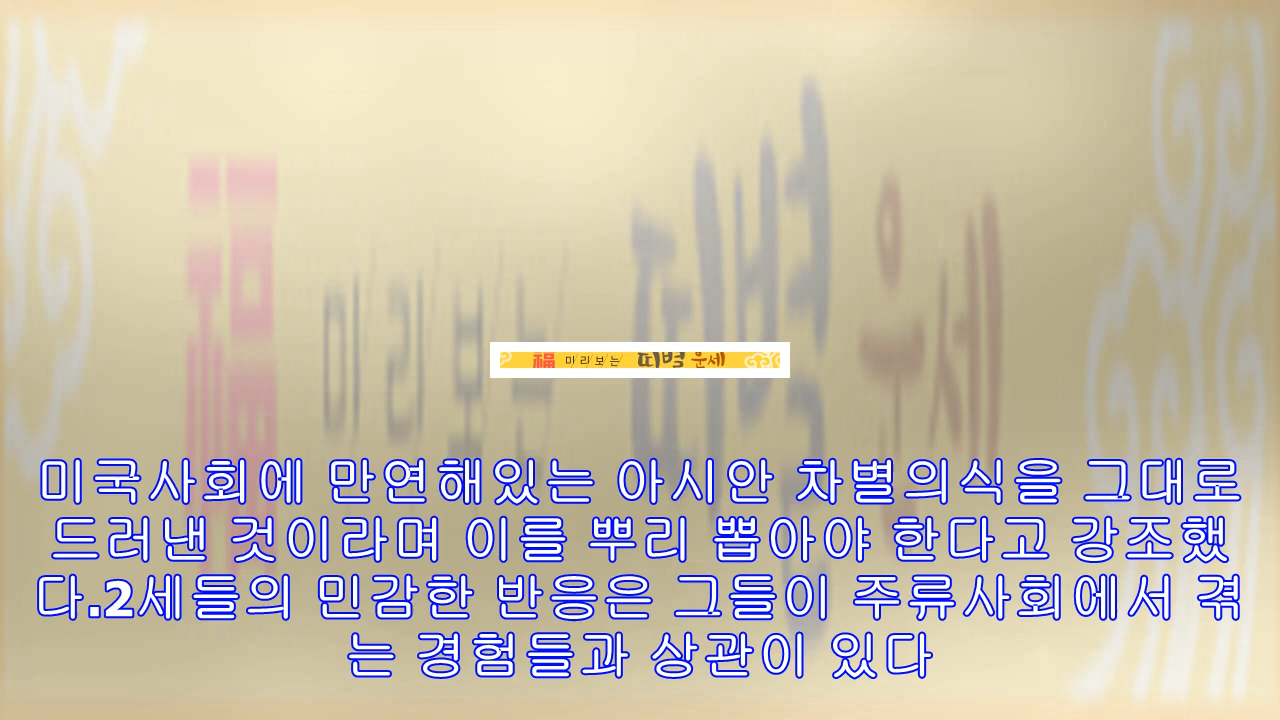 福 미리보는 띠별 운세
미국사회에 만연해있는 아시안 차별의식을 그대로
드러낸 것이라며 이를 뿌리 뽑아야 한다고 강조했
다.2세들의 민감한 반응은 그들이 주류사회에서 겪
는 경험들과 상관이 있다